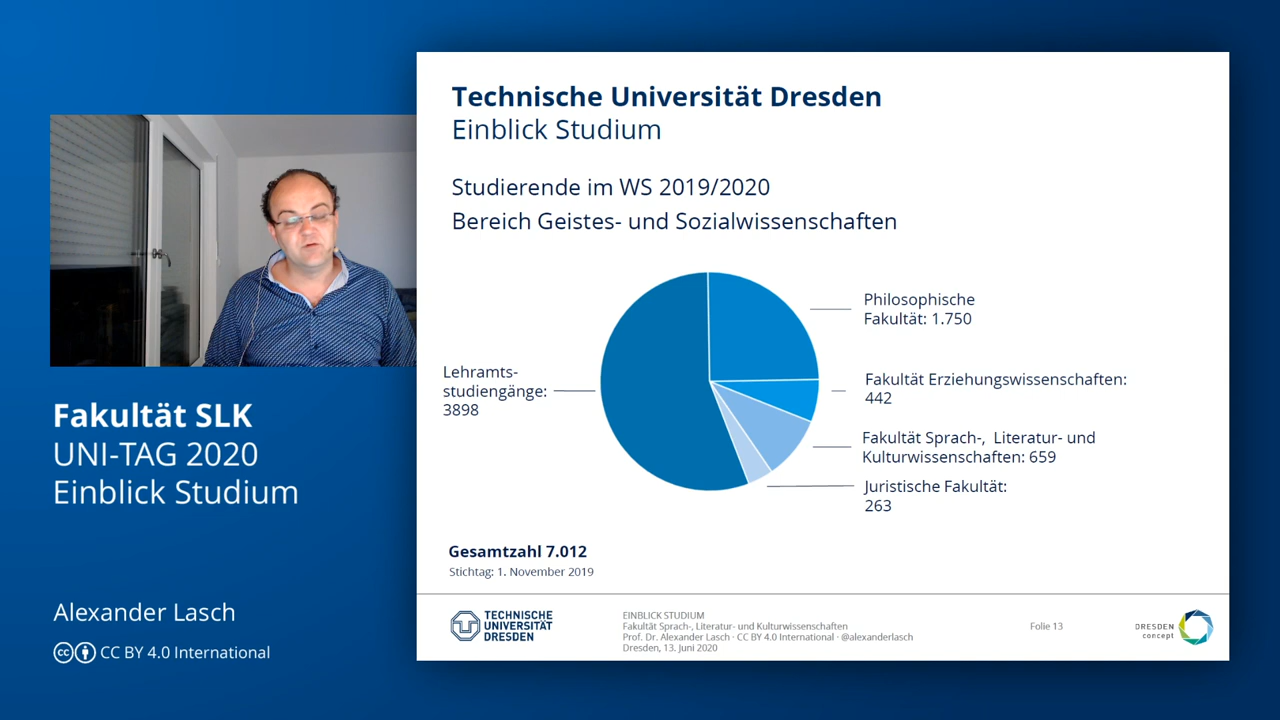 Technische Universität Dresden
Einblick Studium
Studierende im WS 2019/2020
Bereich Geistes- und Sozialwissenschaften
Philosophische
Fakultät: 1.750
Lehramts-
studiengänge:
3898
Fakultät Erziehungswissenschaften:
442
Fakultät Sprach-, Literatur- und
Kulturwissenschaften: 659
Juristische Fakultät:
263
Gesamtzahl 7.012
Stichtag: 1. November 2019
TECHNISCHE
UNIVERSITÄT
DRESDEN
EINBLICK STUDIUM
Fakultät Sprach-, Literatur- und Kulturwissenschaften
Prof. Dr. Alexander Lasch · CC BY 4.0 International · @alexanderlasch
Dresden, 13. Juni 2020
Folie 13
DRESDEN
concept
Fakultät SLK
UNI-TAG 2020
Einblick Studium
Alexander Lasch
CC BY 4.0 International